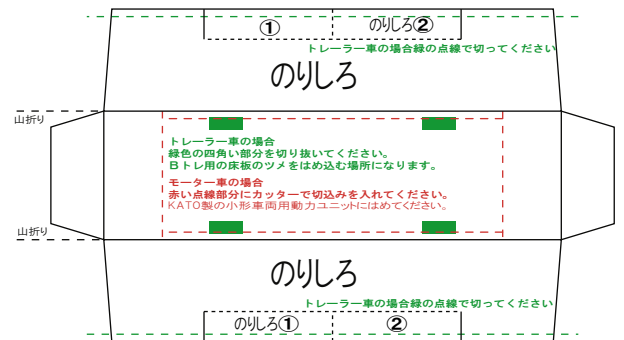 ① のりしろ②
トレーラー車の場合緑の点線で切ってください
のりしろ
山折り
トレーラー車の場合
緑色の四角い部分を切り抜いてください。
Bトレ用の床板のツメをはめ込む場所になります。
モーター車の場合
赤い点線部分にカッターで切込みを入れてください。
KATO製の小形車両用動力ユニットにはめてください。
山折り
のりしろ
トレーラー車の場合緑の点線で切ってください
のりしろ① ②